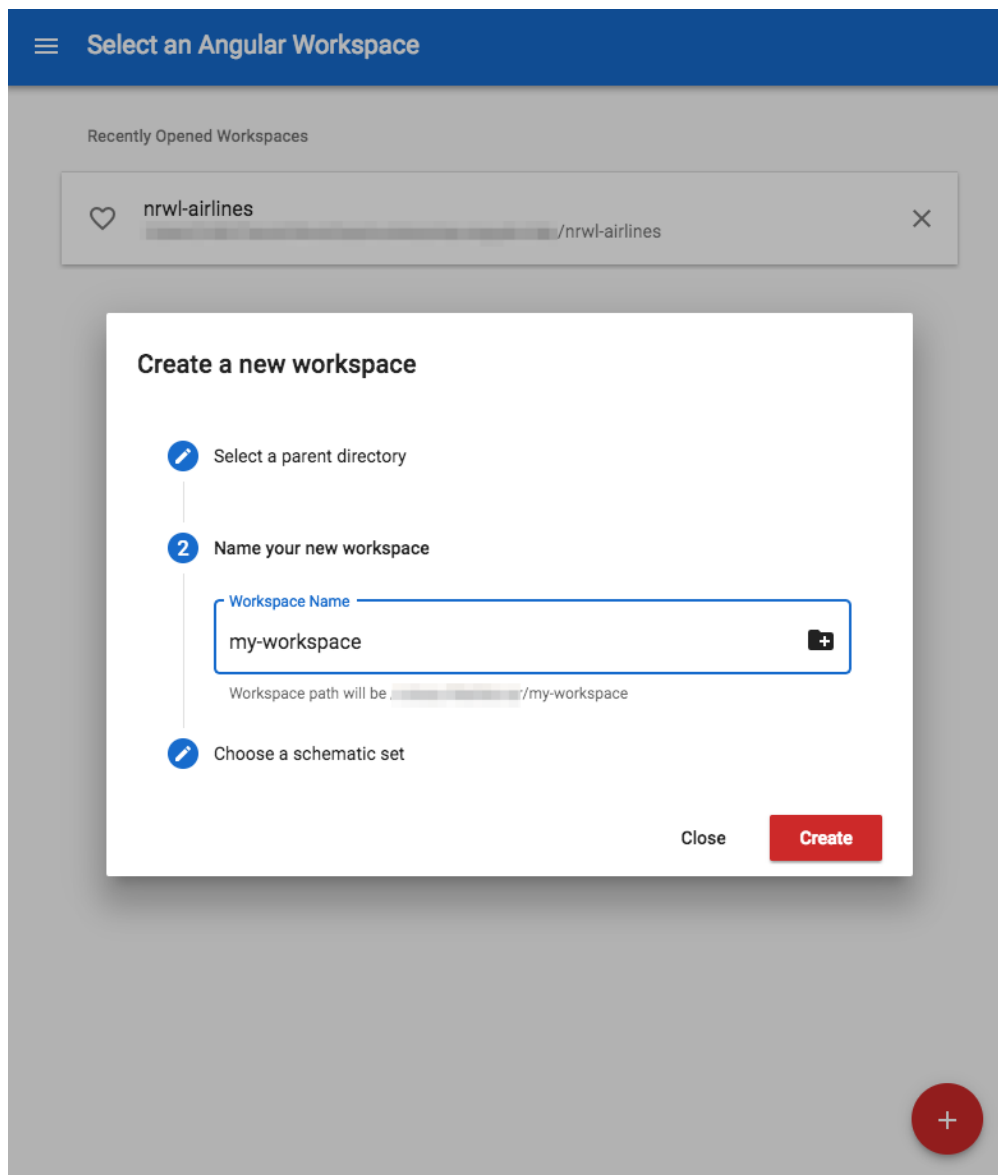 Select an Angular Workspace
Recently Opened Workspaces
nrwl-airlines
/nrwl-airlines
Create a new workspace
Select a parent directory
2 Name your new workspace
Workspace Name
my-workspace
Workspace path will be /my-workspace
Choose a schematic set
Close Create